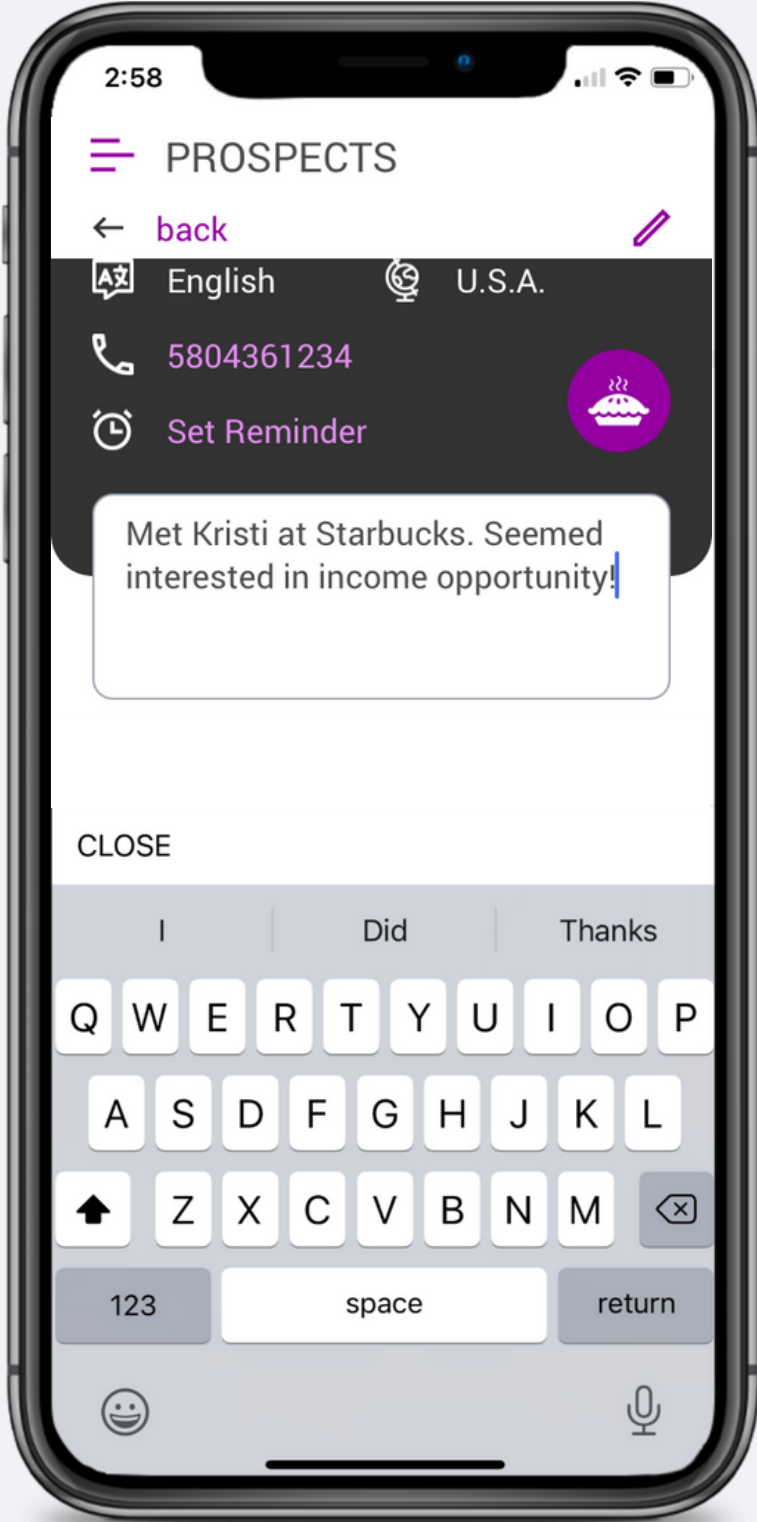 2:58
PROSPECTS
back
English U.S.A.
5804361234
Set Reminder
Met Kristi at Starbucks. Seemed
interested in income opportunity!
CLOSE
I Did Thanks
Q W E R T Y U I O P
A S D F G H J K L
Z X C V B N M
123 space return